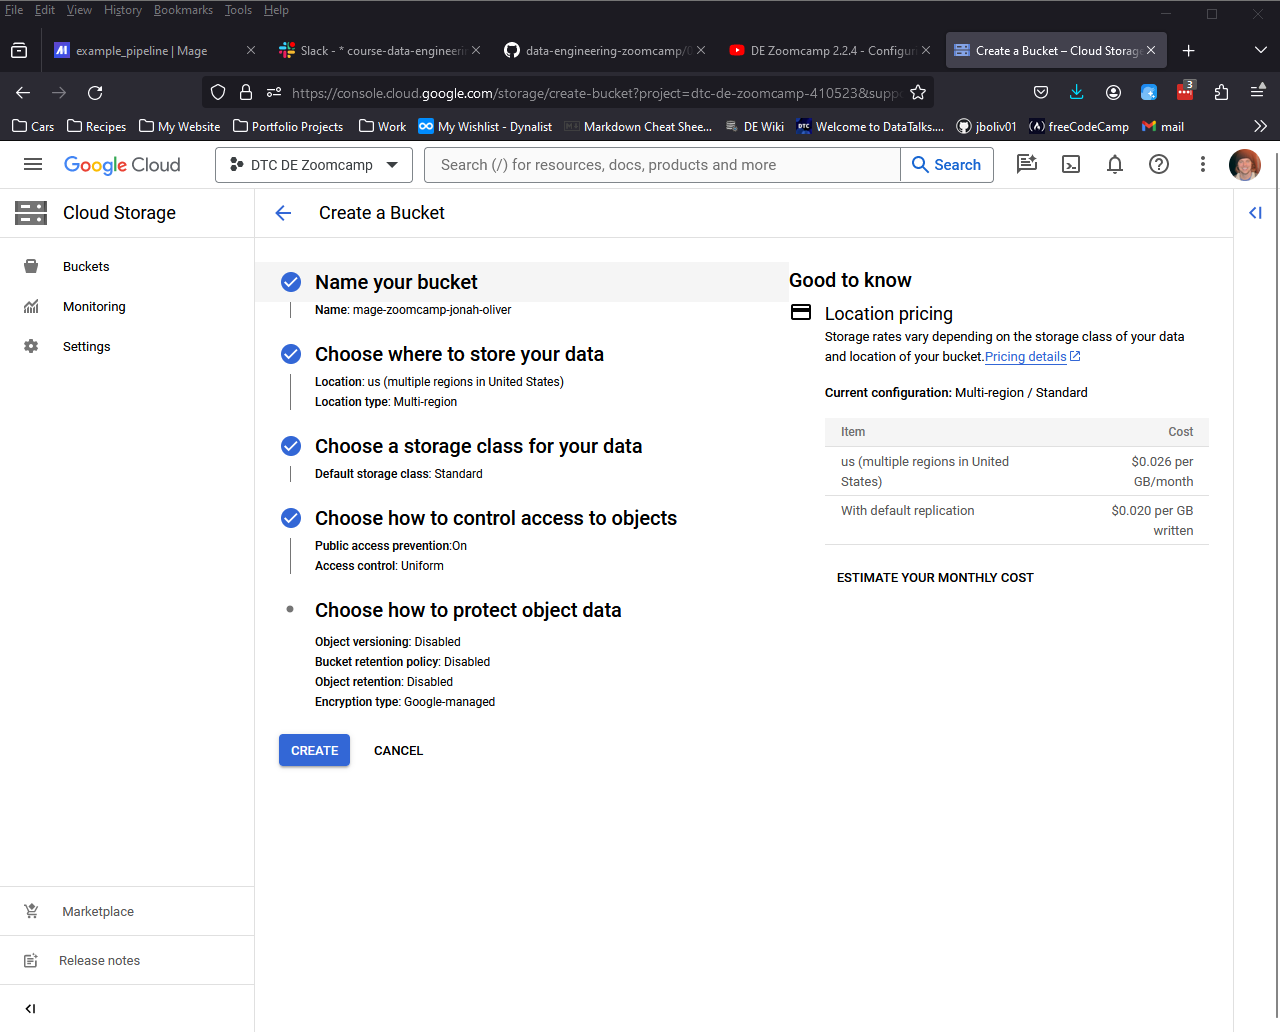 File Edit View History Bookmarks Tools Help
example_pipeline | Mage
Slack - * course-data-engineeri
data-engineering-zoomcamp/0
DE Zoomcamp 2.2.4 - Configuri
Create a Bucket – Cloud Storage
https://console.cloud.google.com/storage/create-bucket?project=dtc-de-zoomcamp-410523&suppo
Cars Recipes My Website Portfolio Projects Work My Wishlist - Dynalist Markdown Cheat Shee... DE Wiki Welcome to DataTalks.... jboliv01 freeCodeCamp mail
3
Google Cloud
DTC DE Zoomcamp
Search (/) for resources, docs, products and more
Search
Cloud Storage
Buckets
Monitoring
Settings
Marketplace
Release notes
Create a Bucket
Name your bucket
Name: mage-zoomcamp-jonah-oliver
Choose where to store your data
Location: us (multiple regions in United States)
Location type: Multi-region
Choose a storage class for your data
Default storage class: Standard
Choose how to control access to objects
Public access prevention:On
Access control: Uniform
Choose how to protect object data
Object versioning: Disabled
Bucket retention policy: Disabled
Object retention: Disabled
Encryption type: Google-managed
CREATE
CANCEL
Good to know
Location pricing
Storage rates vary depending on the storage class of your data
and location of your bucket.Pricing details
Current configuration: Multi-region / Standard
Item Cost
us (multiple regions in United $0.026 per
States) GB/month
With default replication $0.020 per GB
written
ESTIMATE YOUR MONTHLY COST